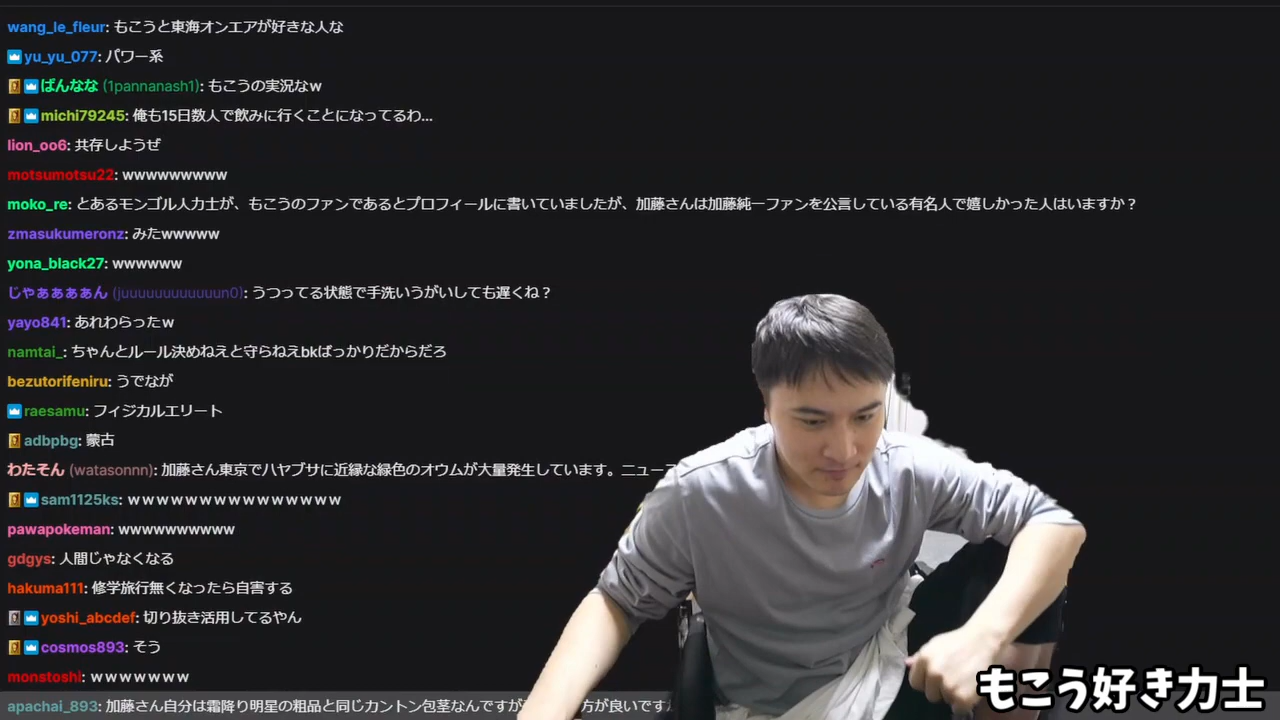 wang_le_fleur: もこうと東海オンエアが好きな人な
yu_yu_077: パワー系
ばんなな (1pannanash1): もこうの実況なw
michi79245: 俺も15日数人で飲みに行くことになってるわ...
lion_oo6: 共存しようぜ
motsumotsu22: wwwwwwwww
moko_re: とあるモンゴル人力士が、もこうのファンであるとプロフィールに書いていましたが、加藤さんは加藤純一ファンを公言している有名人で嬉しかった人はいますか？
zmasukumeronz: みたwwwww
yona_black27: wwwwww
じゃぁぁぁぁん (juuuuuuuuuuuun0): うつってる状態で手洗いうがいしても遅くね？
yayo841: あれわらったw
namtai_: ちゃんとルール決めねえと守らねえbkばっかりだからだろ
bezutorifeniru: うでなが
raesamu: フィジカルエリート
adbpbg: 蒙古
わたそん (watasonnn): 加藤さん東京でハヤブサに近縁な緑色のオウムが大量発生しています。ニュース
sam1125ks: ｗｗｗｗｗｗｗｗｗｗｗｗｗｗｗ
pawapokeman: wwwwwwwwww
gdgys: 人間じゃなくなる
hakuma111: 修学旅行無くなったら自害する
yoshi_abcdef: 切り抜き活用してるやん
cosmos893: そう
monstoshi: ｗｗｗｗｗｗｗ
apachai_893: 加藤さん自分は霜降り明星の粗品と同じカントン包茎なんですが 方が良いです
もこう好き力士